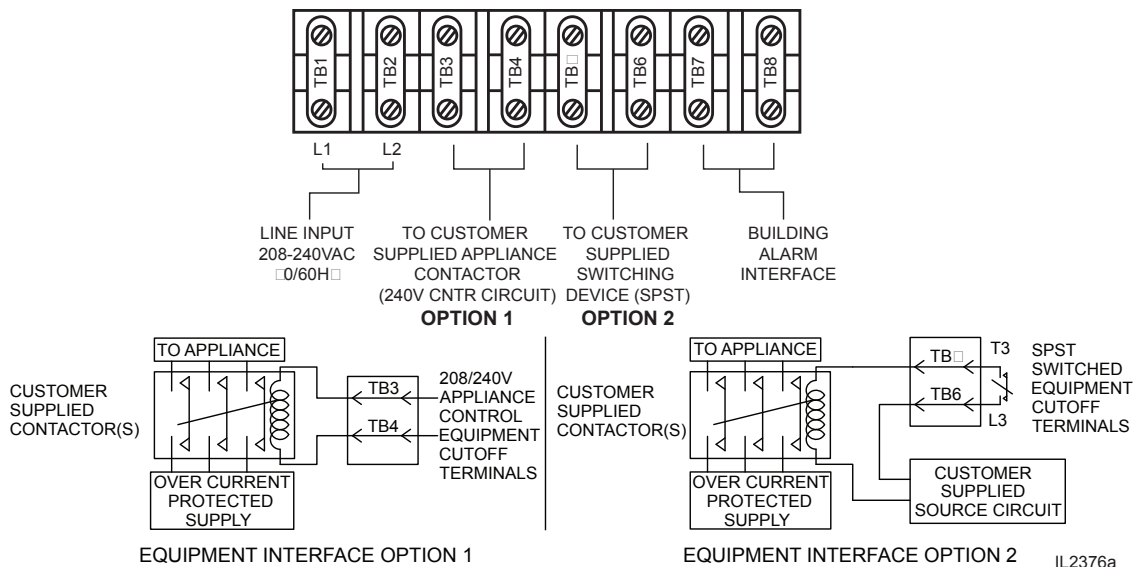 TB1 TB2 TB3 TB4 TB□ TB6 TB7 TB8
L1 L2
LINE INPUT
208-240VAC
□0/60H□
TO CUSTOMER
SUPPLIED APPLIANCE
CONTACTOR
(240V CNTR CIRCUIT)
OPTION 1
TO CUSTOMER
SUPPLIED
SWITCHING
DEVICE (SPST)
OPTION 2
BUILDING
ALARM
INTERFACE
TO APPLIANCE
CUSTOMER
SUPPLIED
CONTACTOR(S)
OVER CURRENT
PROTECTED
SUPPLY
TB3
TB4
208/240V
APPLIANCE
CONTROL
EQUIPMENT
CUTOFF
TERMINALS
EQUIPMENT INTERFACE OPTION 1
TO APPLIANCE
CUSTOMER
SUPPLIED
CONTACTOR(S)
OVER CURRENT
PROTECTED
SUPPLY
TB□
TB6
T3
L3
SPST
SWITCHED
EQUIPMENT
CUTOFF
TERMINALS
CUSTOMER
SUPPLIED
SOURCE CIRCUIT
EQUIPMENT INTERFACE OPTION 2
IL2376a